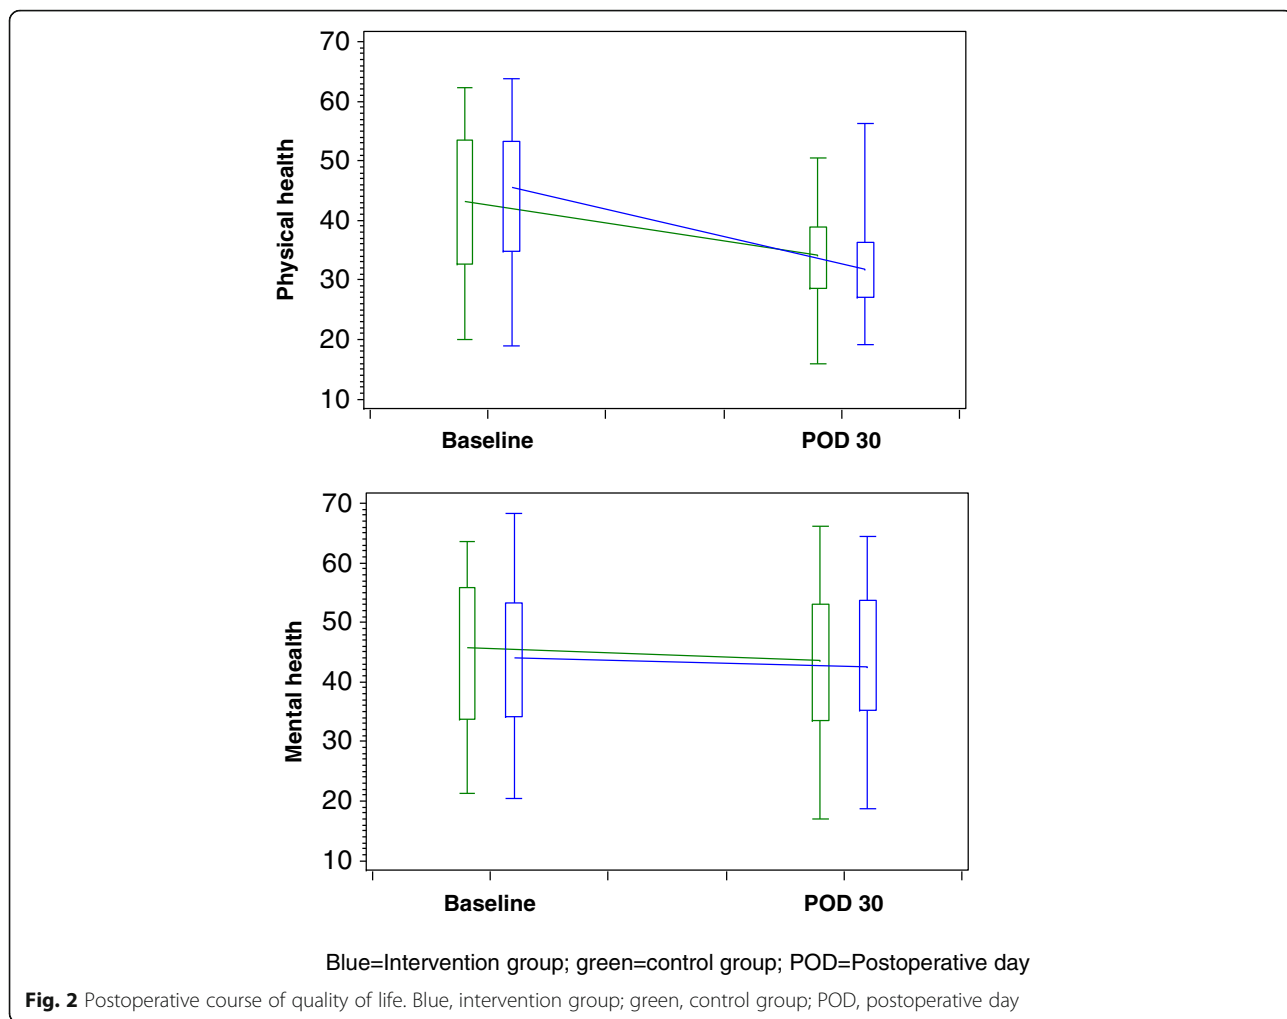 70
60
50
40
30
20
10
Physical health
Baseline POD 30
70
60
50
40
30
20
10
Mental health
Baseline POD 30
Blue=Intervention group; green=control group; POD=Postoperative day
Fig. 2 Postoperative course of quality of life. Blue, intervention group; green, control group; POD, postoperative day